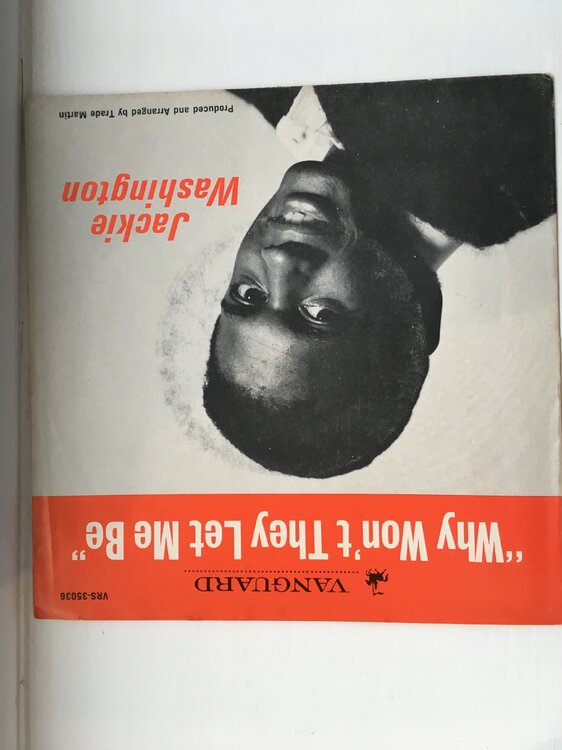 VRS-35036
VANGUARD
“Why Won't They Let Me Be”
Jackie
Washington
Produced and Arranged by Trade Martin